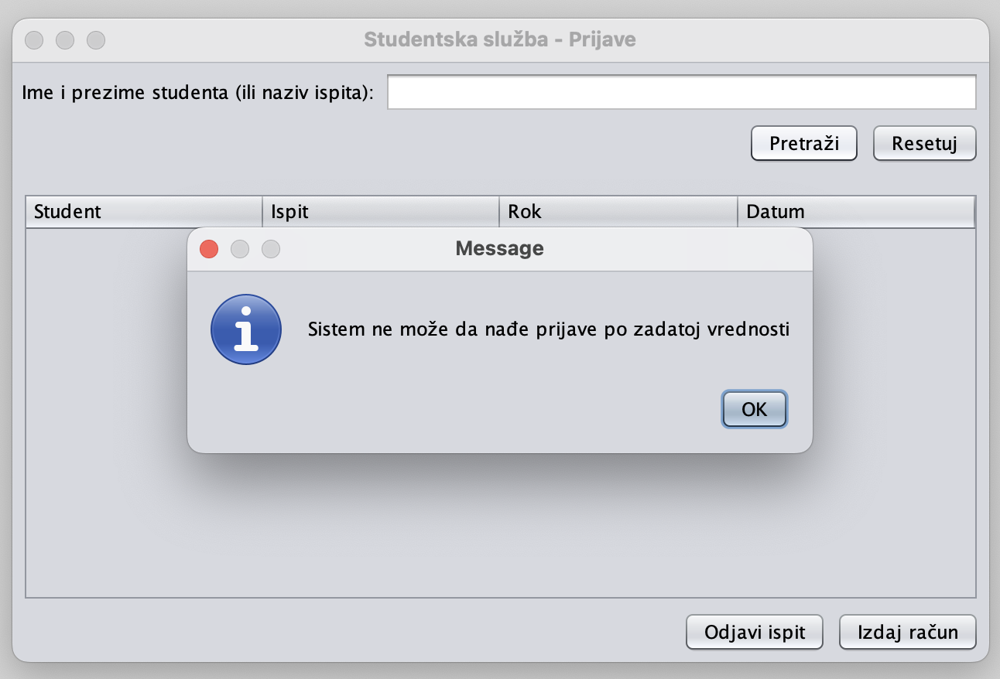 Studentska služba - Prijave
Ime i prezime studenta (ili naziv ispita):
Pretraži Resetuj
Student Ispit Rok Datum
Message
Sistem ne može da nađe prijave po zadatoj vrednosti
OK
Odjavi ispit Izdaj račun